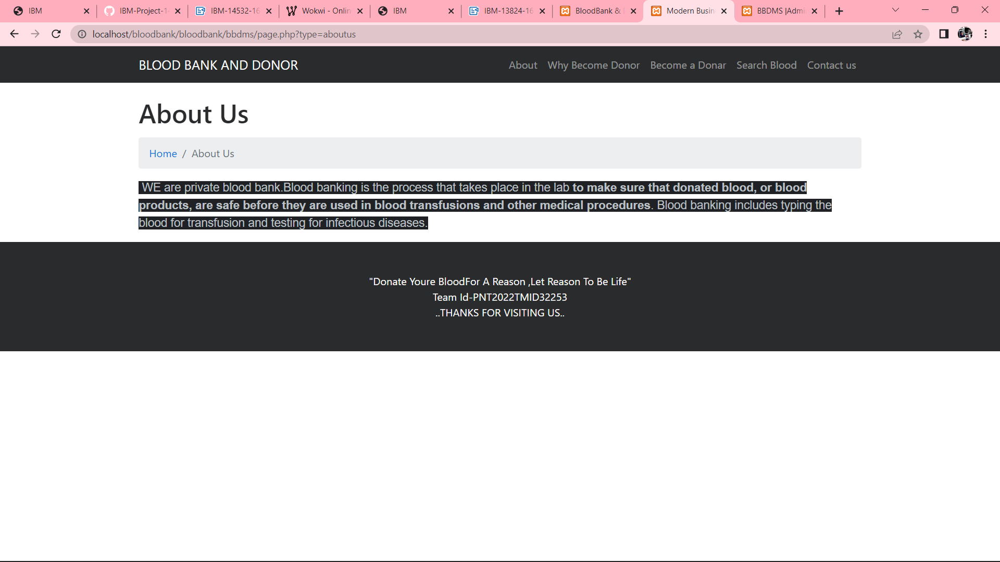 IBM
IBM-Project-1
IBM-14532-16
Wokwi - Onlin
IBM
IBM-13824-16
BloodBank &
Modern Busin
BBDMS |Admi
localhost/bloodbank/bloodbank/bbdms/page.php?type=aboutus
BLOOD BANK AND DONOR
About
Why Become Donor
Become a Donar
Search Blood
Contact us
About Us
Home / About Us
WE are private blood bank.Blood banking is the process that takes place in the lab to make sure that donated blood, or blood
products, are safe before they are used in blood transfusions and other medical procedures. Blood banking includes typing the
blood for transfusion and testing for infectious diseases.
"Donate Youre BloodFor A Reason ,Let Reason To Be Life"
Team Id-PNT2022TMID32253
..THANKS FOR VISITING US..